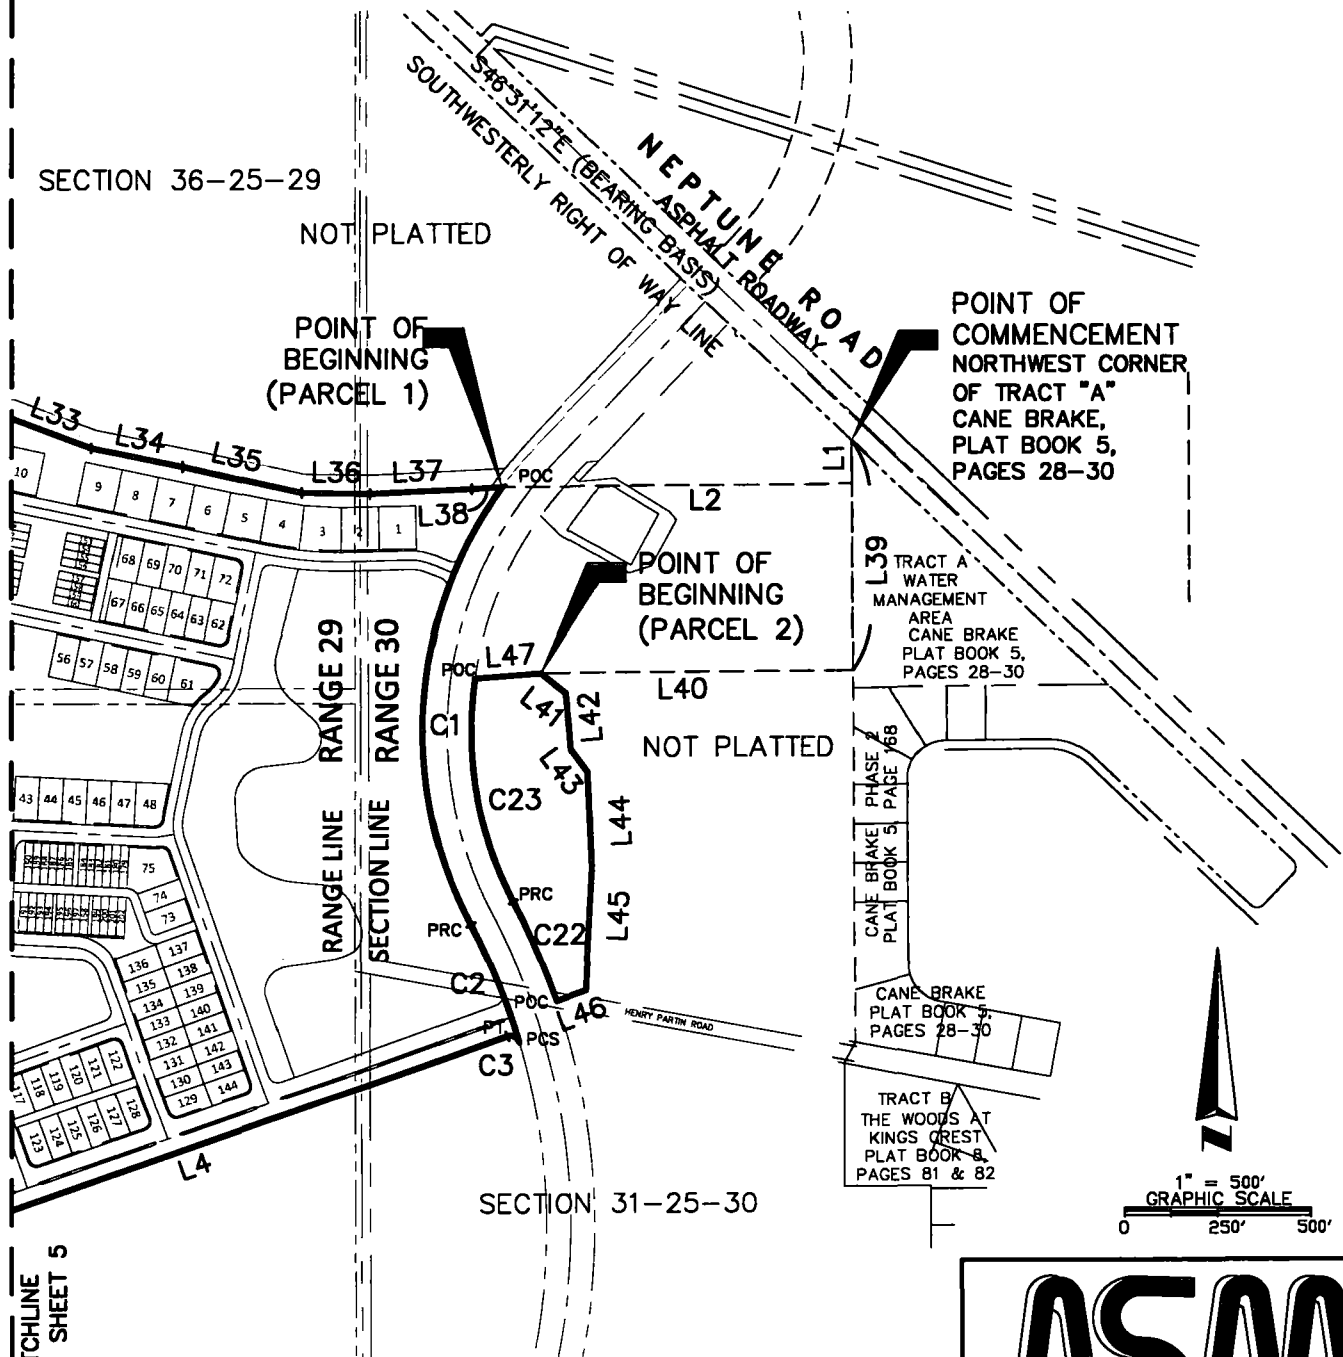 S46°31'12"E (BEARING BASIS)
SOUTHWESTERLY RIGHT OF WAY LINE
NEPTUNE ROAD
ASPHALT ROADWAY
SECTION 36-25-29
NOT PLATTED
POINT OF
BEGINNING
(PARCEL 1)
POINT OF
COMMENCEMENT
NORTHWEST CORNER
OF TRACT "A"
CANE BRAKE,
PLAT BOOK 5,
PAGES 28-30
L33
L34
L35
L36
L37
L38
POC
L1
L2
L39
10
9
8
7
6
5
4
3
2
1
POINT OF
BEGINNING
(PARCEL 2)
TRACT A
WATER
MANAGEMENT
AREA
CANE BRAKE
PLAT BOOK 5,
PAGES 28-30
68
69
70
71
72
67
66
65
64
63
62
56
57
58
59
60
61
RANGE 29
RANGE 30
POC
L47
L40
L41
L42
L43
L44
L45
L46
C1
C23
NOT PLATTED
CANE BRAKE PHASE 2
PLAT BOOK 5, PAGE 168
43
44
45
46
47
48
75
74
73
RANGE LINE
SECTION LINE
PRC
PRC
C22
C2
POC
PT
PCS
C3
HENRY PARTIN ROAD
CANE BRAKE
PLAT BOOK 5,
PAGES 28-30
137
136
138
135
139
134
140
133
141
132
142
131
143
130
144
129
117
118
119
120
121
122
123
124
125
126
127
128
L4
TRACT B
THE WOODS AT
KINGS CREST
PLAT BOOK 8,
PAGES 81 & 82
SECTION 31-25-30
N
1" = 500'
GRAPHIC SCALE
0 250' 500'
TCHLINE
SHEET 5
ASM